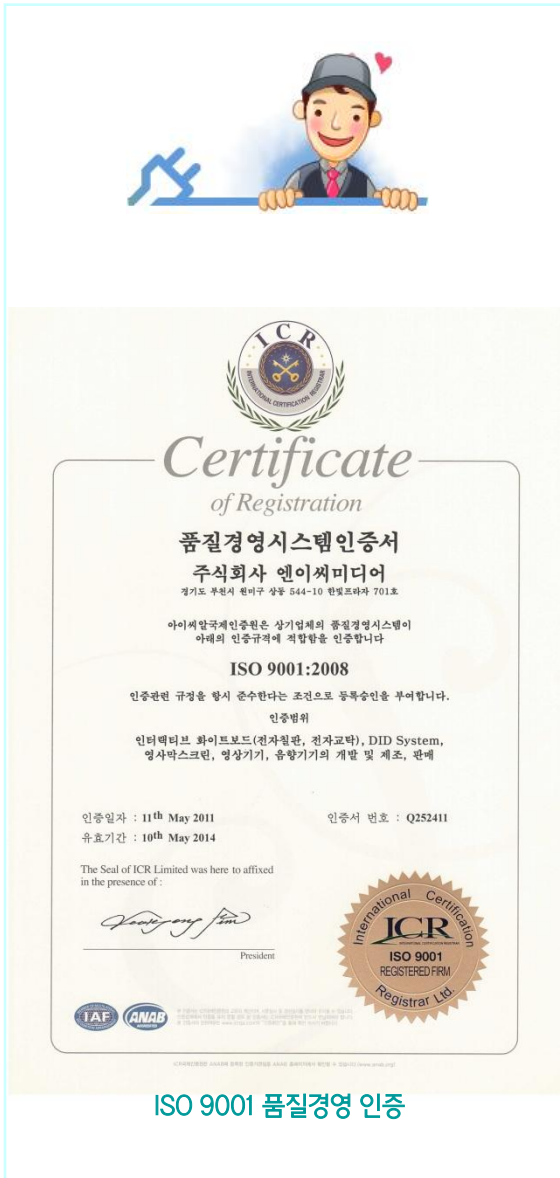 ICR
INTERNATIONAL CERTIFICATION REGISTRAR
Certificate
of Registration
품질경영시스템인증서
주식회사 엔이씨미디어
경기도 부천시 원미구 상동 544-10 한빛프라자 701호
아이씨알국제인증원은 상기업체의 품질경영시스템이
아래의 인증규격에 적합함을 인증합니다
ISO 9001:2008
인증관련 규정을 항시 준수한다는 조건으로 등록승인을 부여합니다.
인증범위
인터랙티브 화이트보드(전자칠판, 전자교탁), DID System,
영사막스크린, 영상기기, 음향기기의 개발 및 제조, 판매
인증일자 : 11th May 2011
인증서 번호 : Q252411
유효기간 : 10th May 2014
The Seal of ICR Limited was here to affixed
in the presence of :
President
International Certification
ICR
ISO 9001
REGISTERED FIRM
Registrar Ltd.
IAF
ANAB
ISO 9001 품질경영 인증